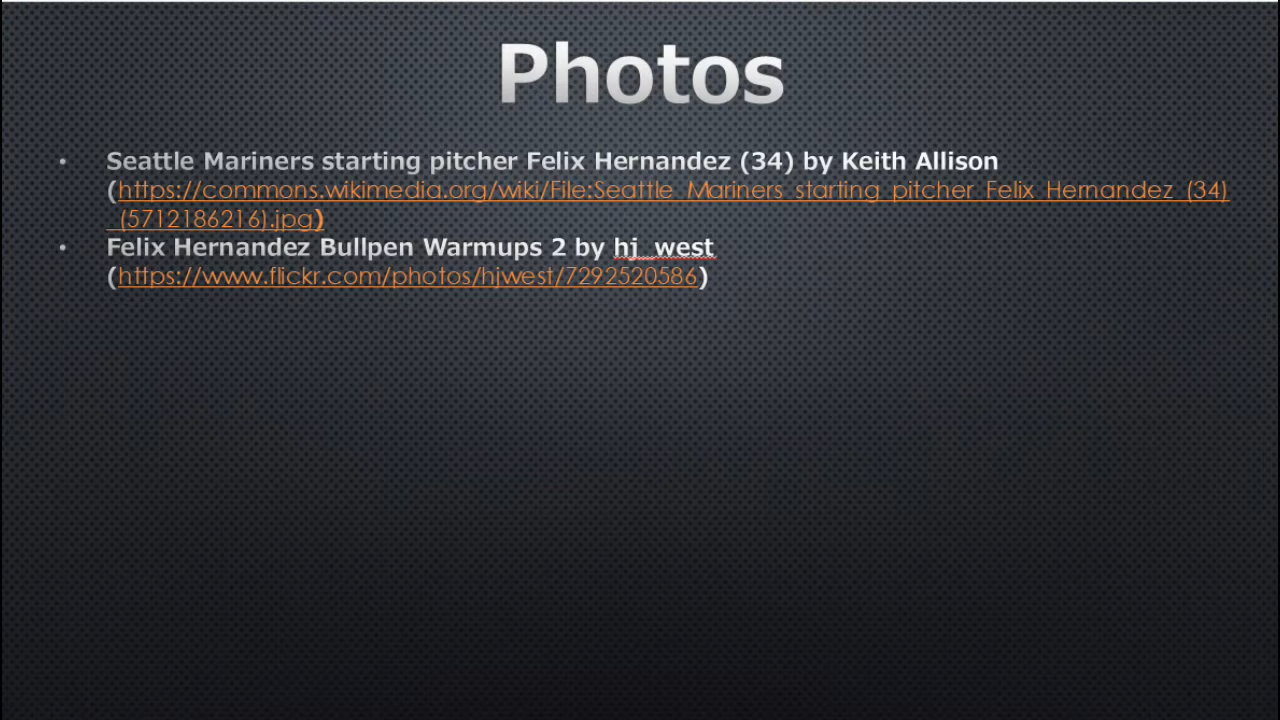 Photos
• Seattle Mariners starting pitcher Felix Hernandez (34) by Keith Allison
(https://commons.wikimedia.org/wiki/File:Seattle_Mariners_starting_pitcher_Felix_Hernandez_(34)
_(5712186216).jpg)
• Felix Hernandez Bullpen Warmups 2 by hj_west
(https://www.flickr.com/photos/hjwest/7292520586)